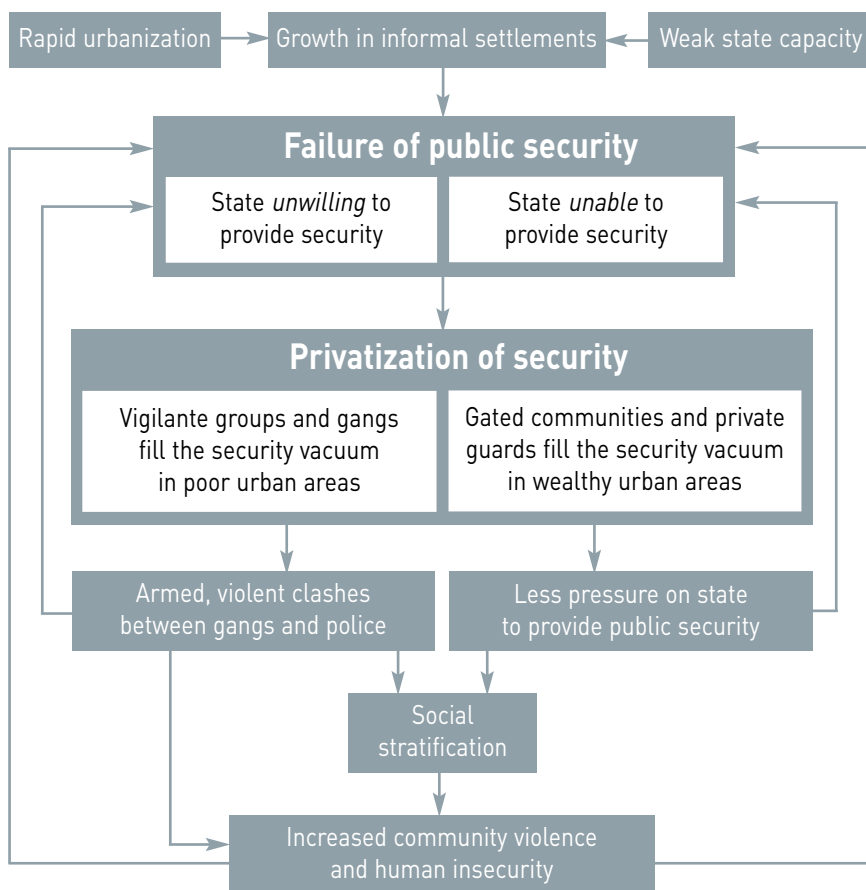 Rapid urbanization
Growth in informal settlements
Weak state capacity
Failure of public security
State unwilling to
provide security
State unable to
provide security
Privatization of security
Vigilante groups and gangs
fill the security vacuum
in poor urban areas
Gated communities and private
guards fill the security vacuum
in wealthy urban areas
Armed, violent clashes
between gangs and police
Less pressure on state
to provide public security
Social
stratification
Increased community violence
and human insecurity